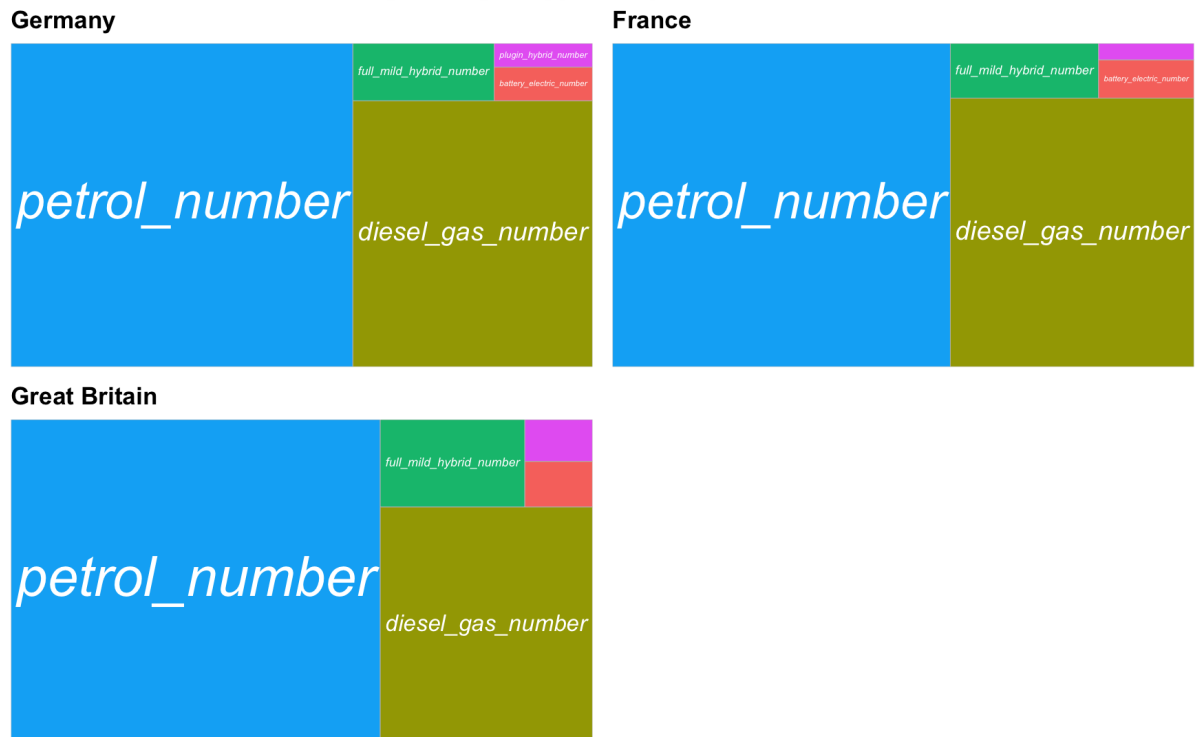 Germany
petrol_number
full_mild_hybrid_number
plugin_hybrid_number
battery_electric_number
diesel_gas_number
France
petrol_number
full_mild_hybrid_number
battery_electric_number
diesel_gas_number
Great Britain
petrol_number
full_mild_hybrid_number
diesel_gas_number